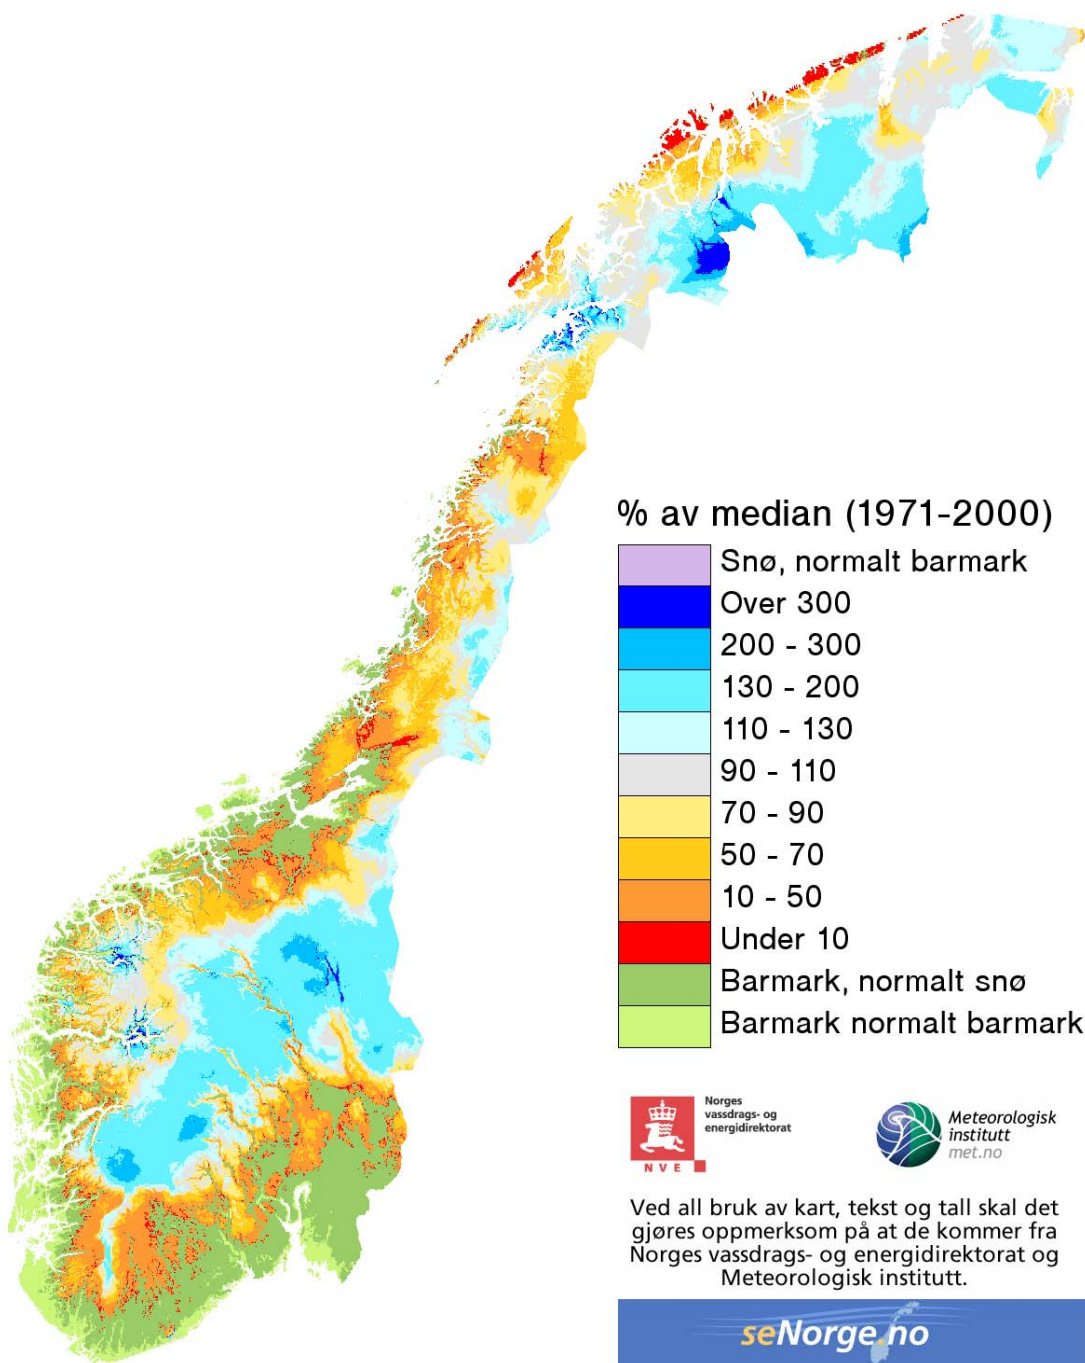 % av median (1971-2000)
Snø, normalt barmark
Over 300
200 - 300
130 - 200
110 - 130
90 - 110
70 - 90
50 - 70
10 - 50
Under 10
Barmark, normalt snø
Barmark normalt barmark
Norges
vassdrags- og
energidirektorat
NVE
Meteorologisk
institutt
met.no
Ved all bruk av kart, tekst og tall skal det
gjøres oppmerksom på at de kommer fra
Norges vassdrags- og energidirektorat og
Meteorologisk institutt.
seNorge.no